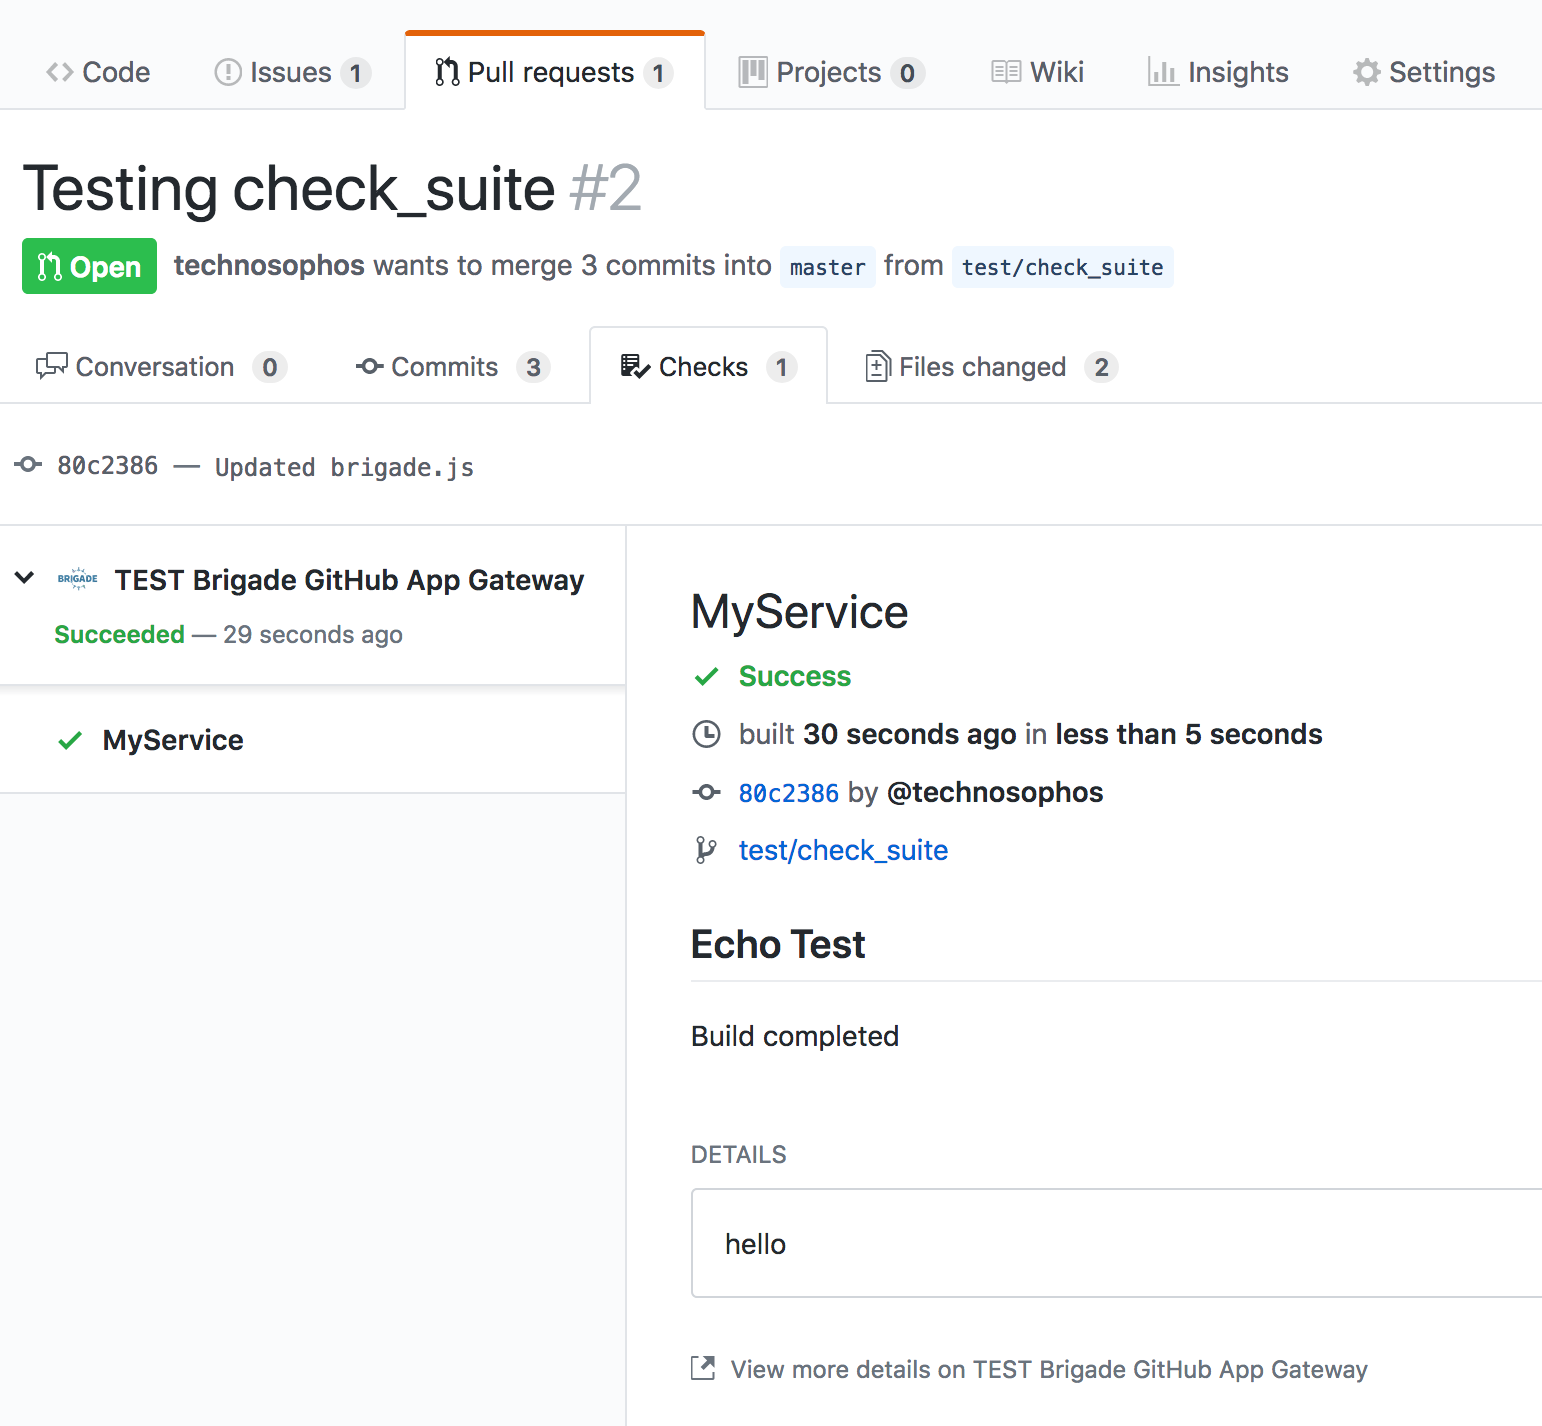 Code Issues 1 Pull requests 1 Projects 0 Wiki Insights Settings
Testing check_suite #2
Open technosophos wants to merge 3 commits into master from test/check_suite
Conversation 0 Commits 3 Checks 1 Files changed 2
80c2386 — Updated brigade.js
BRIGADE TEST Brigade GitHub App Gateway
Succeeded — 29 seconds ago
MyService
MyService
Success
built 30 seconds ago in less than 5 seconds
80c2386 by @technosophos
test/check_suite
Echo Test
Build completed
DETAILS
hello
View more details on TEST Brigade GitHub App Gateway